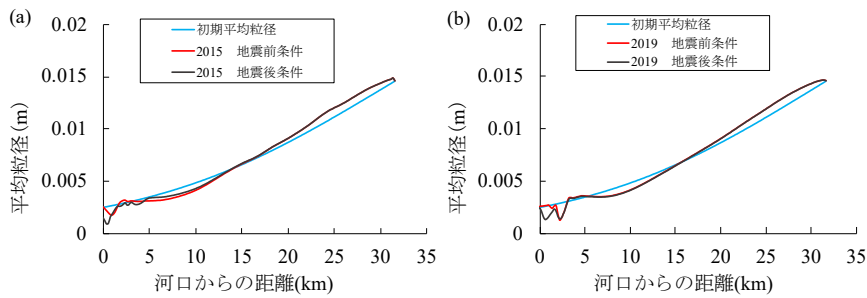 (a)
0.02
0.015
0.01
0.005
0
平均粒径(m)
初期平均粒径
2015 地震前条件
2015 地震後条件
0 5 10 15 20 25 30 35
河口からの距離(km)
(b)
0.02
0.015
0.01
0.005
0
平均粒径(m)
初期平均粒径
2019 地震前条件
2019 地震後条件
0 5 10 15 20 25 30 35
河口からの距離(km)